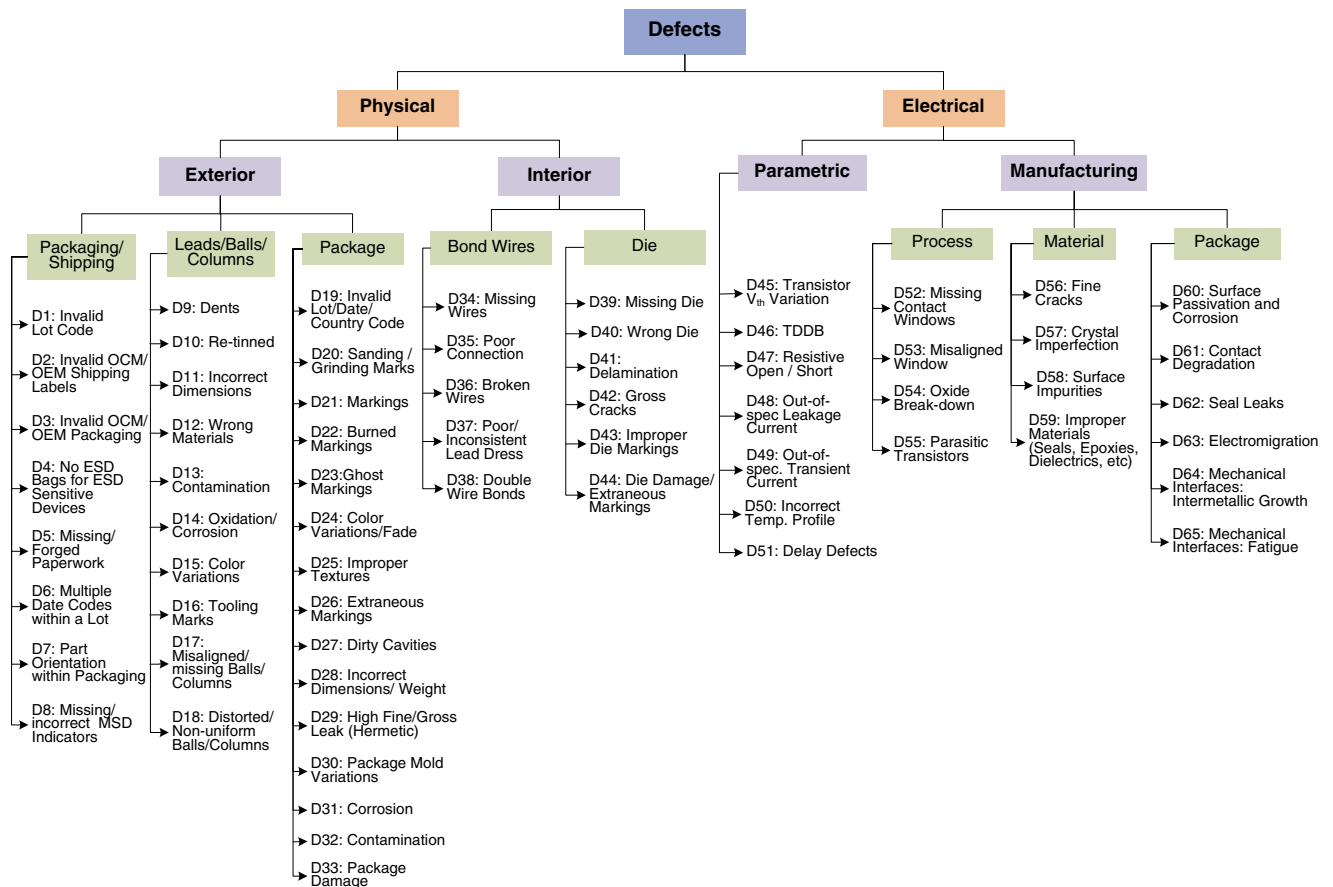 Defects
Physical
Electrical
Exterior
Interior
Parametric
Manufacturing
Packaging/
Shipping
D1: Invalid
Lot Code
D2: Invalid OCM/
OEM Shipping
Labels
D3: Invalid OCM/
OEM Packaging
D4: No ESD
Bags for ESD
Sensitive
Devices
D5: Missing/
Forged
Paperwork
D6: Multiple
Date Codes
within a Lot
D7: Part
Orientation
within Packaging
D8: Missing/
incorrect MSD
Indicators
Leads/Balls/
Columns
D9: Dents
D10: Re-tinned
D11: Incorrect
Dimensions
D12: Wrong
Materials
D13:
Contamination
D14: Oxidation/
Corrosion
D15: Color
Variations
D16: Tooling
Marks
D17:
Misaligned/
missing Balls/
Columns
D18: Distorted/
Non-uniform
Balls/Columns
Package
D19: Invalid
Lot/Date/
Country Code
D20: Sanding /
Grinding Marks
D21: Markings
D22: Burned
Markings
D23:Ghost
Markings
D24: Color
Variations/Fade
D25: Improper
Textures
D26: Extraneous
Markings
D27: Dirty Cavities
D28: Incorrect
Dimensions/ Weight
D29: High Fine/Gross
Leak (Hermetic)
D30: Package Mold
Variations
D31: Corrosion
D32: Contamination
D33: Package
Damage
Bond Wires
D34: Missing
Wires
D35: Poor
Connection
D36: Broken
Wires
D37: Poor/
Inconsistent
Lead Dress
D38: Double
Wire Bonds
Die
D39: Missing Die
D40: Wrong Die
D41:
Delamination
D42: Gross
Cracks
D43: Improper
Die Markings
D44: Die Damage/
Extraneous
Markings
D45: Transistor
Vth Variation
D46: TDDB
D47: Resistive
Open / Short
D48: Out-of-
spec Leakage
Current
D49: Out-of-
spec. Transient
Current
D50: Incorrect
Temp. Profile
D51: Delay Defects
Process
D52: Missing
Contact
Windows
D53: Misaligned
Window
D54: Oxide
Break-down
D55: Parasitic
Transistors
Material
D56: Fine
Cracks
D57: Crystal
Imperfection
D58: Surface
Impurities
D59: Improper
Materials
(Seals, Epoxies,
Dielectrics, etc)
Package
D60: Surface
Passivation and
Corrosion
D61: Contact
Degradation
D62: Seal Leaks
D63: Electromigration
D64: Mechanical
Interfaces:
Intermetallic Growth
D65: Mechanical
Interfaces: Fatigue